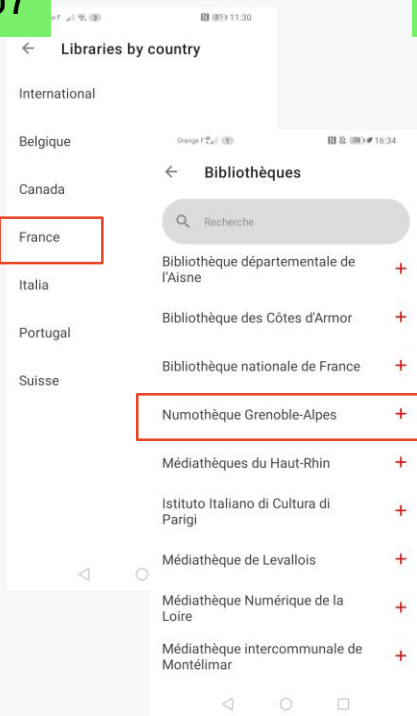 07
11:30
Libraries by country
International
Belgique
Canada
France
Italia
Portugal
Suisse
Orange F
16:34
Bibliothèques
Recherche
Bibliothèque départementale de
l'Aisne
+
Bibliothèque des Côtes d'Armor
+
Bibliothèque nationale de France
+
Numothèque Grenoble-Alpes
+
Médiathèques du Haut-Rhin
+
Istituto Italiano di Cultura di
Parigi
+
Médiathèque de Levallois
+
Médiathèque Numérique de la
Loire
+
Médiathèque intercommunale de
Montélimar
+